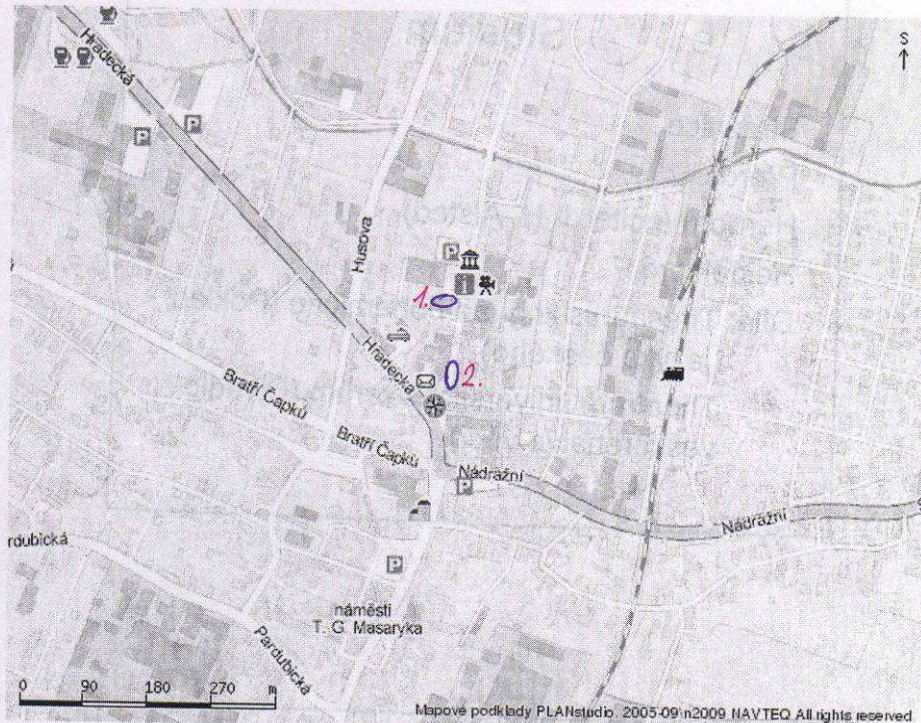 Hradecká
S
P
P
Husova
P
i
1.
Hradecká
2.
Bratří Čapků
Bratří Čapků
Nádražní
P
Nádražní
rdubická
P
náměstí
T. G. Masaryka
Pardubická
0 90 180 270 m
Mapové podklady PLANstudio. 2005-09 n2009 NAVTEQ All rights reserved